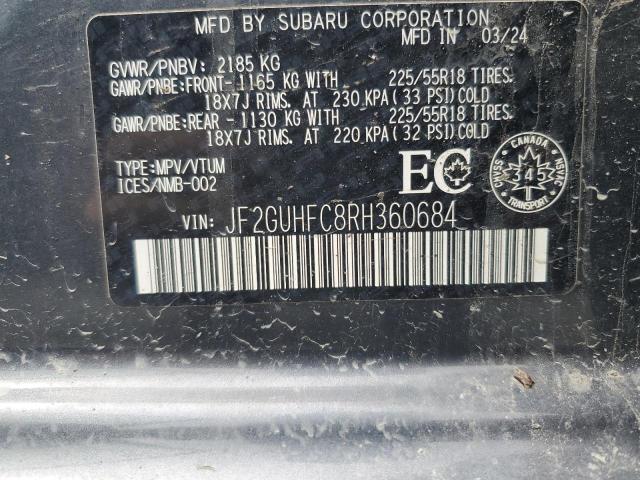 MFD BY SUBARU CORPORATION
MFD IN 03/24
GVWR/PNBV: 2185 KG
GAWR/PNBE:FRONT-1165 KG WITH 225/55R18 TIRES.
18X7J RIMS. AT 230 KPA (33 PSI)COLD
GAWR/PNBE:REAR -1130 KG WITH 225/55R18 TIRES.
18X7J RIMS. AT 220 KPA (32 PSI)COLD
TYPE:MPV/VTUM
ICES/NMB-002
EC
CANADA
CMVSS
NSVAC
345
TRANSPORT
VIN: JF2GUHFC8RH360684